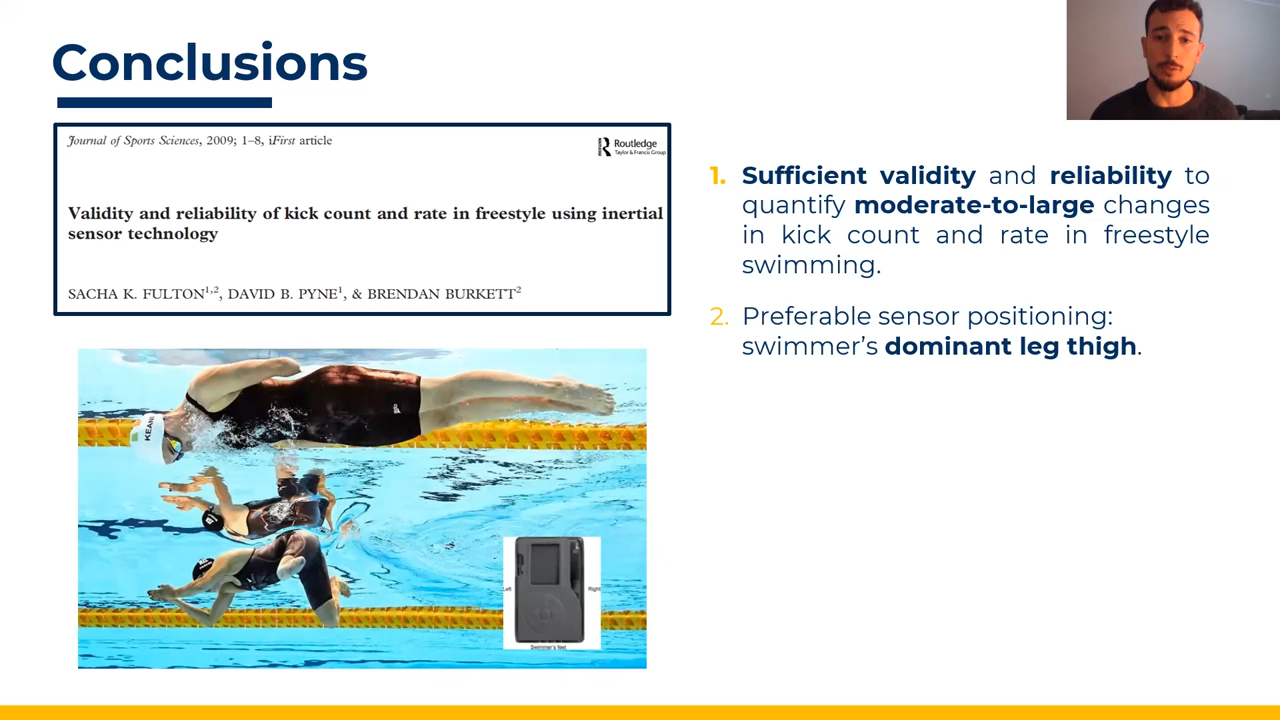 Conclusions
Journal of Sports Sciences, 2009; 1–8, iFirst article
Routledge
Taylor & Francis Group
Validity and reliability of kick count and rate in freestyle using inertial
sensor technology
SACHA K. FULTON1,2, DAVID B. PYNE1, & BRENDAN BURKETT2
1. Sufficient validity and reliability to
quantify moderate-to-large changes
in kick count and rate in freestyle
swimming.
2. Preferable sensor positioning:
swimmer's dominant leg thigh.
Left
Right
Swimmer's feet